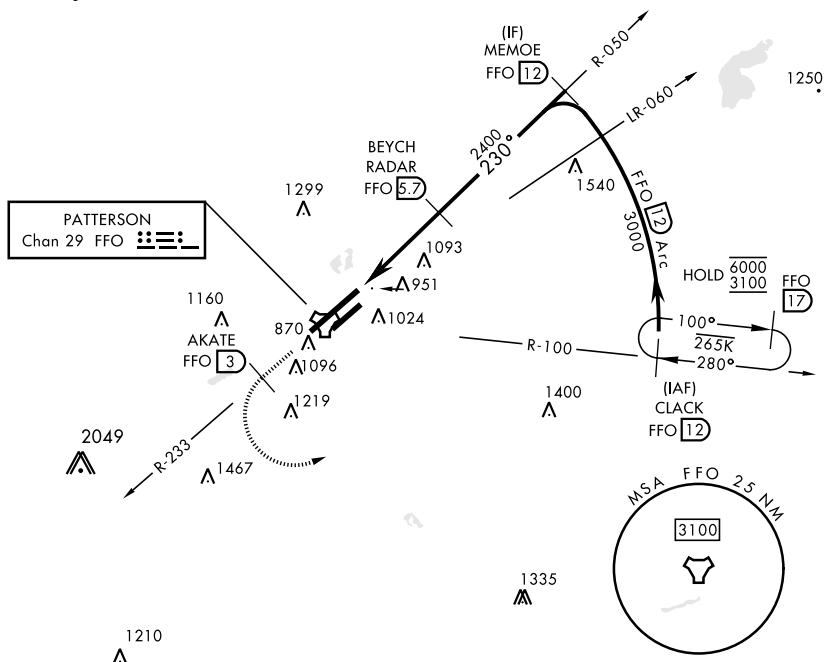 (IF)
MEMOE
FFO 12
R-050
LR-060
1250
2400
230°
BEYCH
RADAR
FFO 5.7
1540
FFO 12 Arc
3000
1299
PATTERSON
Chan 29 FFO
1093
951
1024
HOLD 6000
3100
FFO
17
1160
870
AKATE
FFO 3
1096
1219
R-100
100°
265K
280°
(IAF)
CLACK
FFO 12
1400
2049
R-233
1467
MSA FFO 25 NM
3100
1335
1210